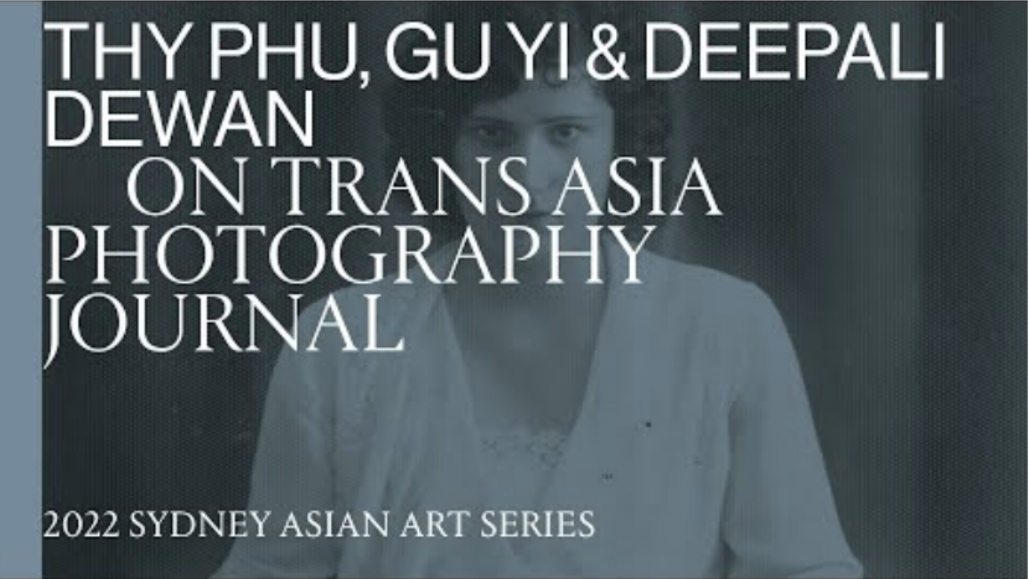 THY PHU, GU YI & DEEPALI
DEWAN
ON TRANS ASIA
PHOTOGRAPHY
JOURNAL
2022 SYDNEY ASIAN ART SERIES